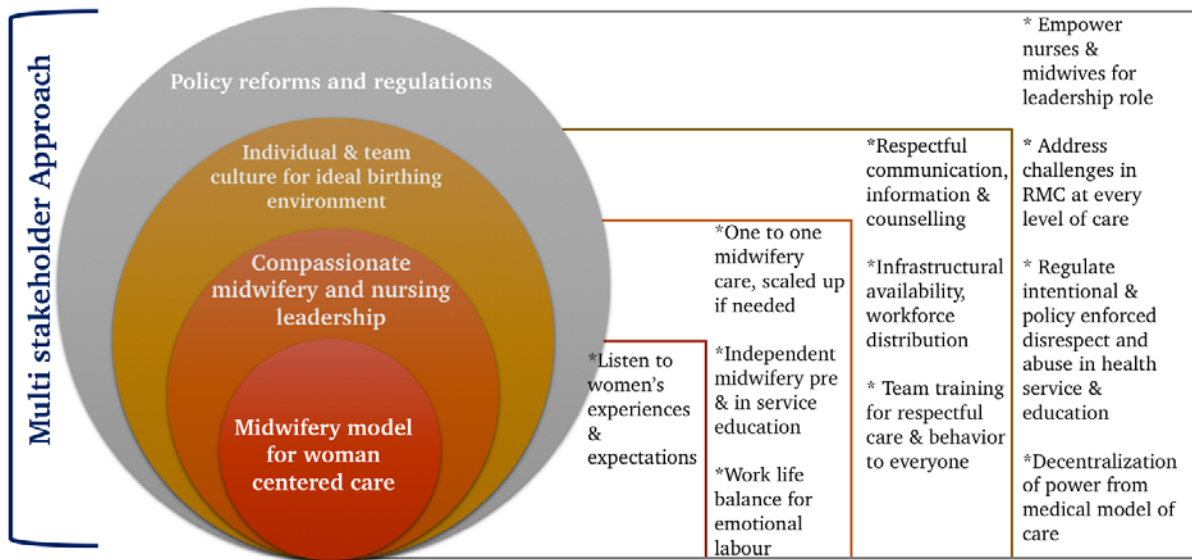 Multi stakeholder Approach
Policy reforms and regulations
Individual & team
culture for ideal birthing
environment
Compassionate
midwifery and nursing
leadership
Midwifery model
for woman
centered care
*Listen to
women's
experiences
&
expectations
*One to one
midwifery
care, scaled up
if needed
*Independent
midwifery pre
& in service
education
*Work life
balance for
emotional
labour
*Respectful
communication,
information &
counselling
*Infrastructural
availability,
workforce
distribution
* Team training
for respectful
care & behavior
to everyone
* Empower
nurses &
midwives for
leadership role
* Address
challenges in
RMC at every
level of care
* Regulate
intentional &
policy enforced
disrespect and
abuse in health
service &
education
*Decentralization
of power from
medical model of
care